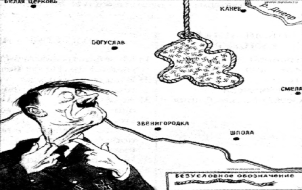 БЕЛАЯ ЦЕРКОВЬ
КАНЕВ
БОГУСЛАВ
СМЕЛА
ЗВЕНИГОРОДКА
ШПОЛА
БЕЗУСЛОВНОЕ ОБОЗНАЧЕНИЕ